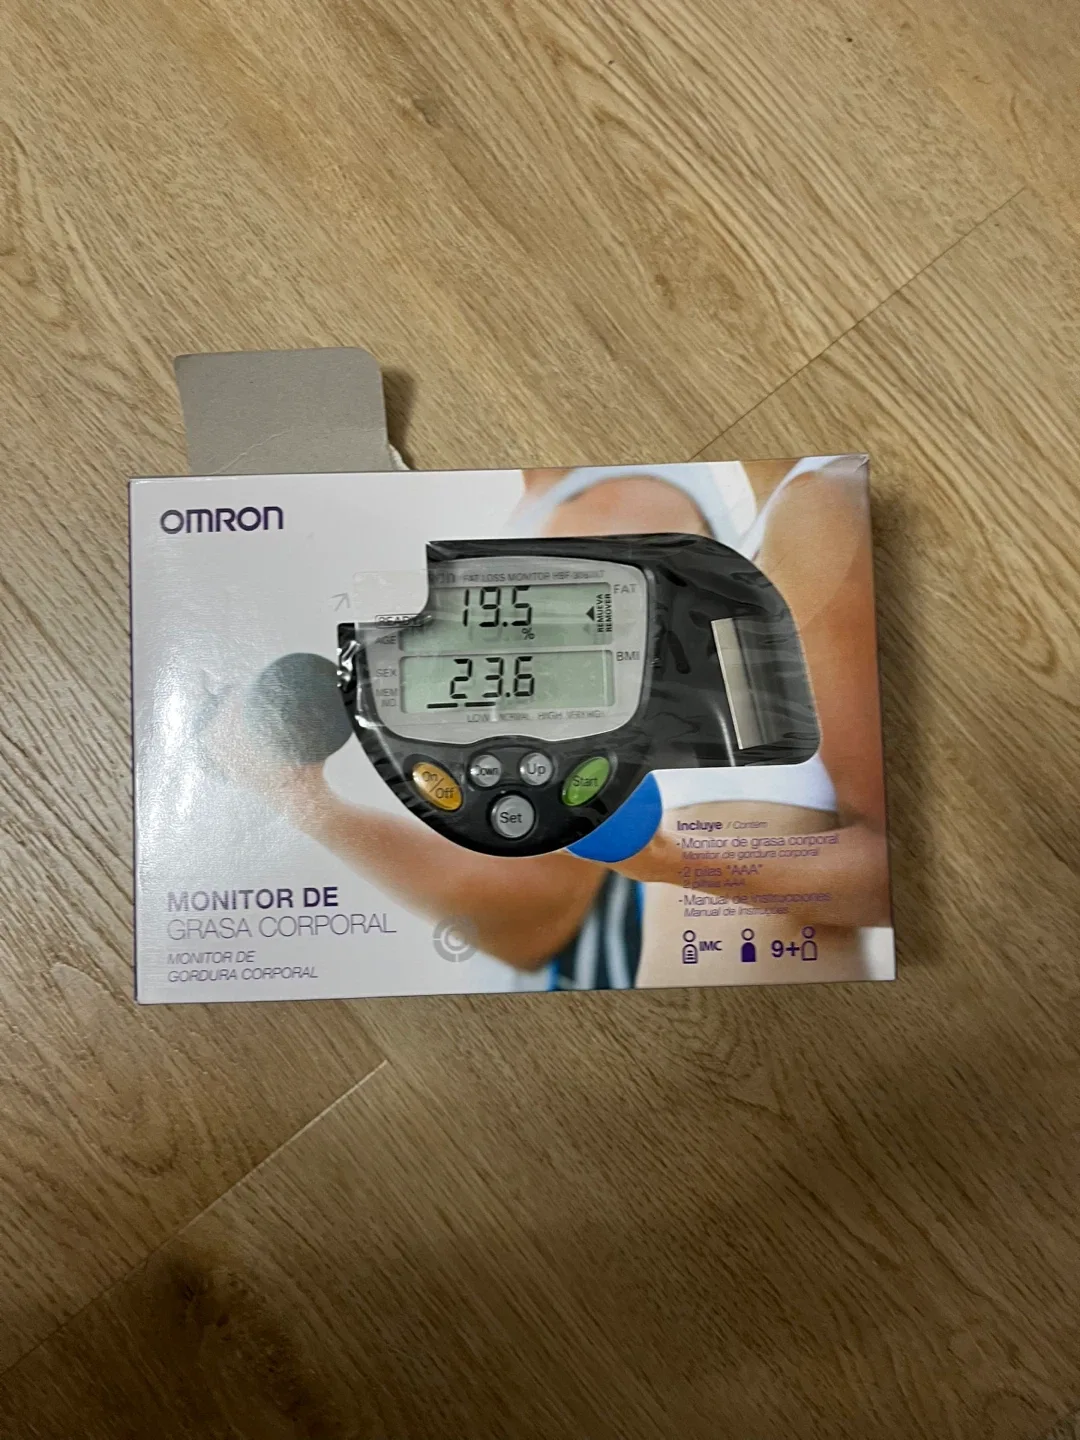 OMRON
FAT LOSS MONITOR
19.5
%
FAT
REMUEVA
REMOVER
READY
AGE
SEX
MEM
NO.
23.6
BMI
LOW NORMAL HIGH VERY HIGH
On/Off
Down
Up
Start
Set
Incluye / Contém
-Monitor de grasa corporal
Monitor de gordura corporal
-2 pilas "AAA"
2 pilhas AAA
-Manual de Instrucciones
Manual de Instruções
IMC
9+
MONITOR DE
GRASA CORPORAL
MONITOR DE
GORDURA CORPORAL